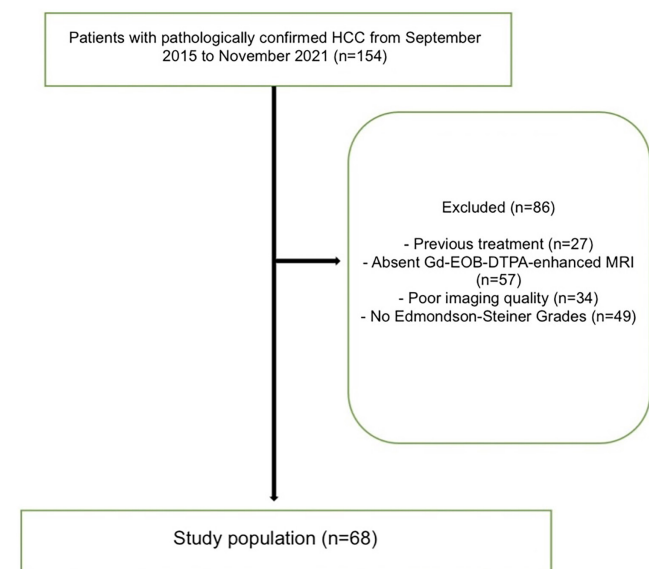 Patients with pathologically confirmed HCC from September
2015 to November 2021 (n=154)
Excluded (n=86)
- Previous treatment (n=27)
- Absent Gd-EOB-DTPA-enhanced MRI
(n=57)
- Poor imaging quality (n=34)
- No Edmondson-Steiner Grades (n=49)
Study population (n=68)